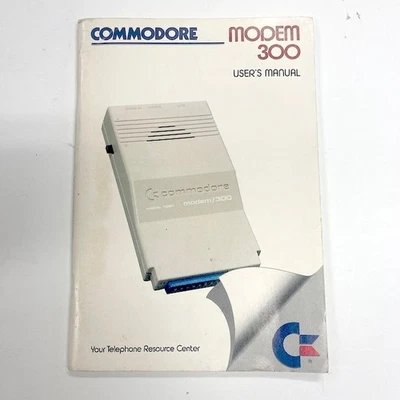 COMMODORE
MODEM
300
USER'S MANUAL
commodore
modem/300
Your Telephone Resource Center